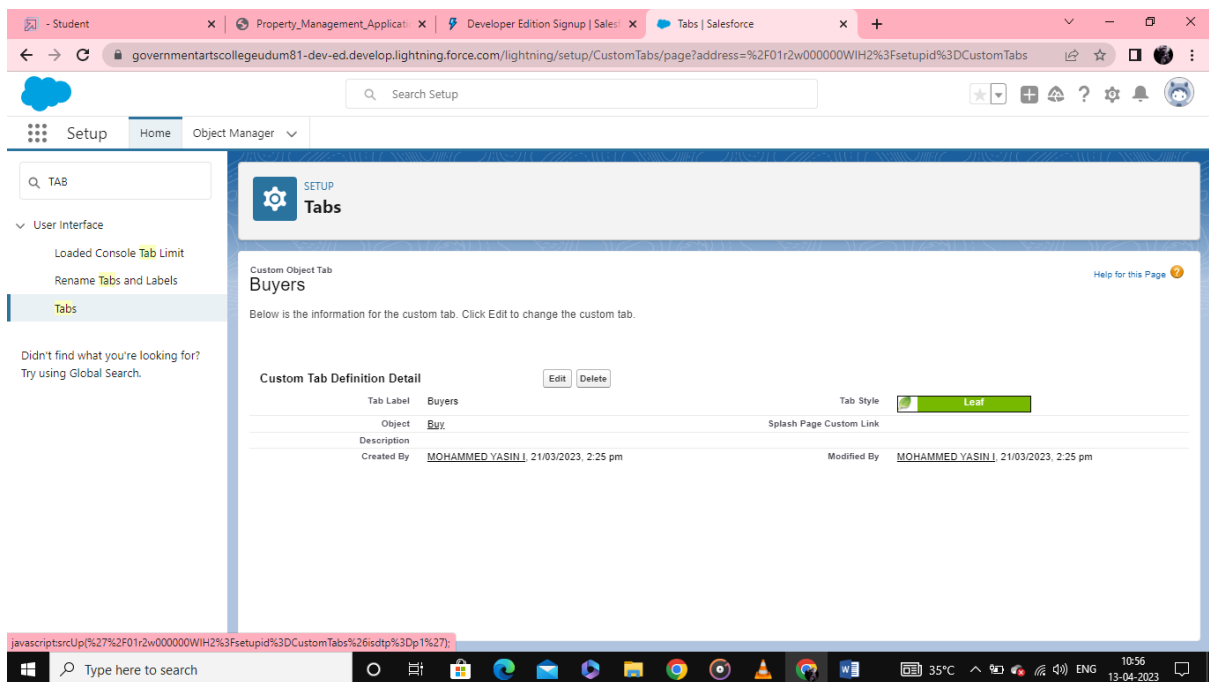 - Student
Property_Management_Applicati
Developer Edition Signup | Salesf
Tabs | Salesforce
governmentartscollegeudum81-dev-ed.develop.lightning.force.com/lightning/setup/CustomTabs/page?address=%2F01r2w000000WIH2%3Fsetupid%3DCustomTabs
Search Setup
Setup
Home
Object Manager
TAB
User Interface
Loaded Console Tab Limit
Rename Tabs and Labels
Tabs
Didn't find what you're looking for?
Try using Global Search.
SETUP
Tabs
Custom Object Tab
Buyers
Help for this Page
Below is the information for the custom tab. Click Edit to change the custom tab.
Custom Tab Definition Detail Edit Delete
Tab Label Buyers Tab Style Leaf
Object Buy Splash Page Custom Link
Description
Created By MOHAMMED YASIN I, 21/03/2023, 2:25 pm Modified By MOHAMMED YASIN I, 21/03/2023, 2:25 pm
javascript:srcUp(%27%2F01r2w000000WIH2%3Fsetupid%3DCustomTabs%26isdtp%3Dp1%27);
Type here to search
35°C
ENG
10:56
13-04-2023